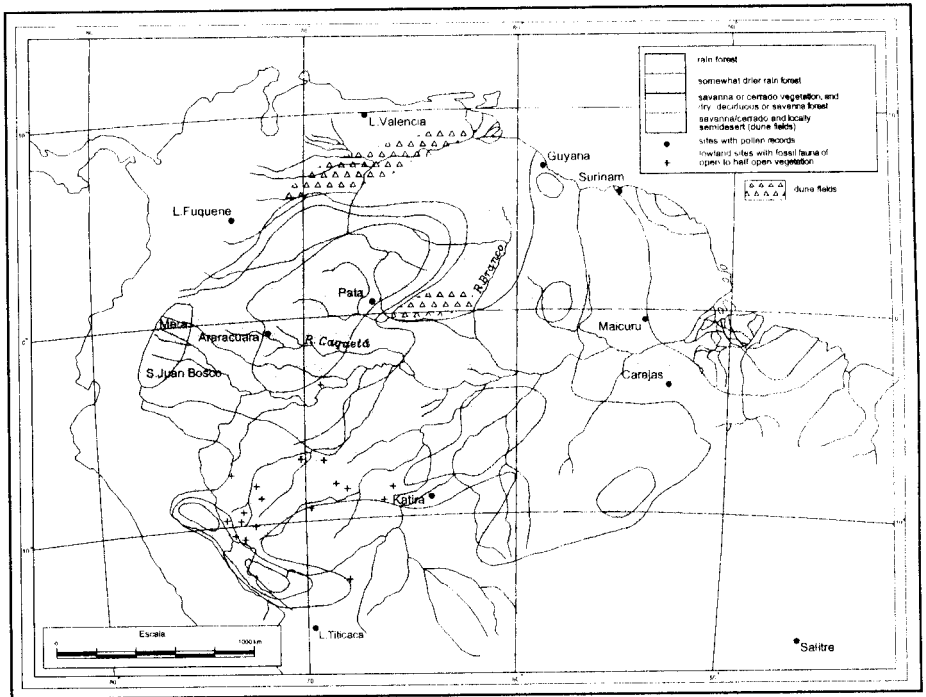 rain forest
somewhat drier rain forest
savanna or cerrado vegetation, and
dry deciduous or savanna forest
savanna/cerrado and locally
semidesert (dune fields)
sites with pollen records
lowland sites with fossil fauna of
open to half open vegetation
dune fields
L.Valencia
Guyana
Surinam
L.Fuquene
R.Branco
Pata
Mera
Araracuara
R. Caqueta
Maicuru
S.Juan Bosco
Carajas
Katira
Escala
0 1000 km
L.Titicaca
Salitre